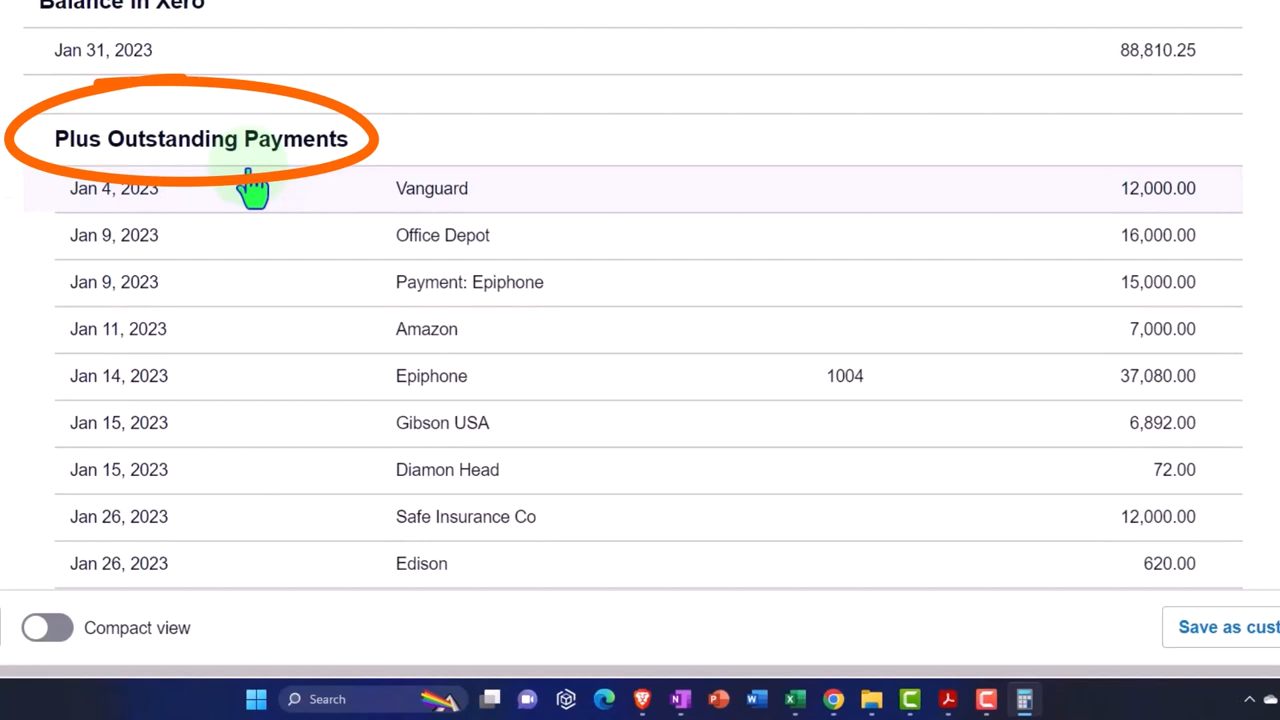 Balance in Xero
Jan 31, 2023 88,810.25
Plus Outstanding Payments
Jan 4, 2023 Vanguard 12,000.00
Jan 9, 2023 Office Depot 16,000.00
Jan 9, 2023 Payment: Epiphone 15,000.00
Jan 11, 2023 Amazon 7,000.00
Jan 14, 2023 Epiphone 1004 37,080.00
Jan 15, 2023 Gibson USA 6,892.00
Jan 15, 2023 Diamon Head 72.00
Jan 26, 2023 Safe Insurance Co 12,000.00
Jan 26, 2023 Edison 620.00
Compact view Save as cust
Search